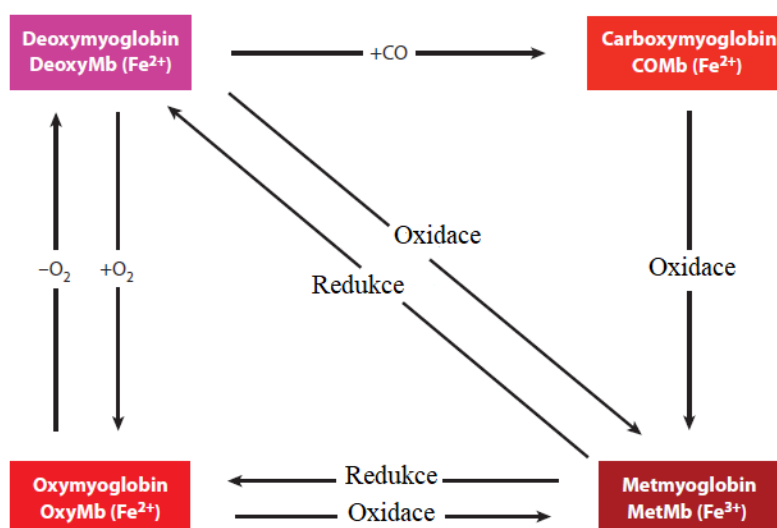 Deoxymyoglobin
DeoxyMb (Fe²⁺)
+CO
Carboxymyoglobin
COMb (Fe²⁺)
−O₂
+O₂
Oxidace
Redukce
Oxidace
Oxymyoglobin
OxyMb (Fe²⁺)
Redukce
Oxidace
Metmyoglobin
MetMb (Fe³⁺)